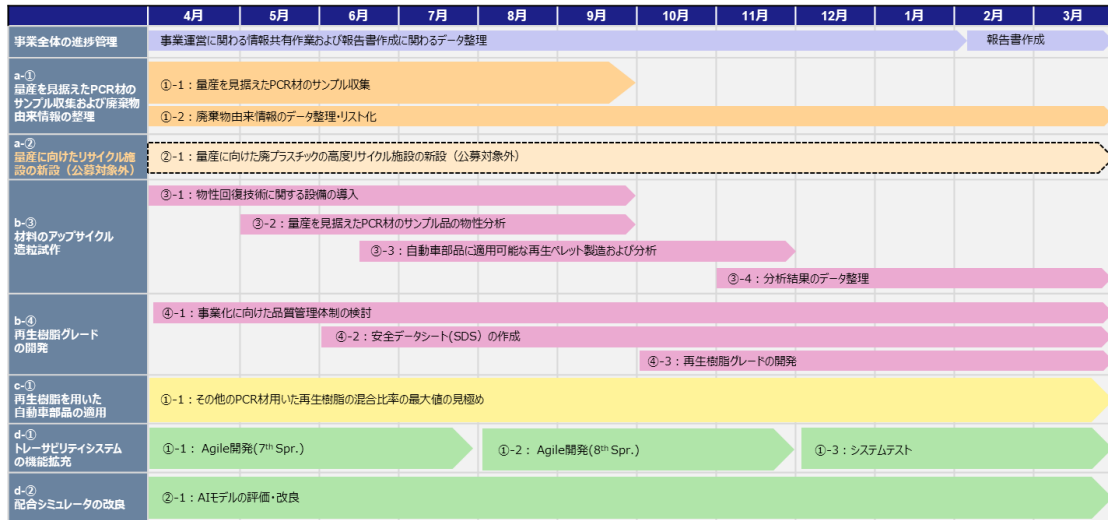 4月 5月 6月 7月 8月 9月 10月 11月 12月 1月 2月 3月
事業全体の進捗管理
事業運営に関わる情報共有作業および報告書作成に関わるデータ整理
報告書作成
a-①
量産を見据えたPCR材の
サンプル収集および廃棄物
由来情報の整理
①-1：量産を見据えたPCR材のサンプル収集
①-2：廃棄物由来情報のデータ整理・リスト化
a-②
量産に向けたリサイクル施
設の新設（公募対象外）
②-1：量産に向けた廃プラスチックの高度リサイクル施設の新設（公募対象外）
b-③
材料のアップサイクル
造粒試作
③-1：物性回復技術に関する設備の導入
③-2：量産を見据えたPCR材のサンプル品の物性分析
③-3：自動車部品に適用可能な再生ペレット製造および分析
③-4：分析結果のデータ整理
b-④
再生樹脂グレード
の開発
④-1：事業化に向けた品質管理体制の検討
④-2：安全データシート(SDS）の作成
④-3：再生樹脂グレードの開発
c-①
再生樹脂を用いた
自動車部品の適用
①-1：その他のPCR材用いた再生樹脂の混合比率の最大値の見極め
d-①
トレーサビリティシステム
の機能拡充
①-1： Agile開発(7th Spr.)
①-2： Agile開発(8th Spr.)
①-3：システムテスト
d-②
配合シミュレータの改良
②-1：AIモデルの評価・改良